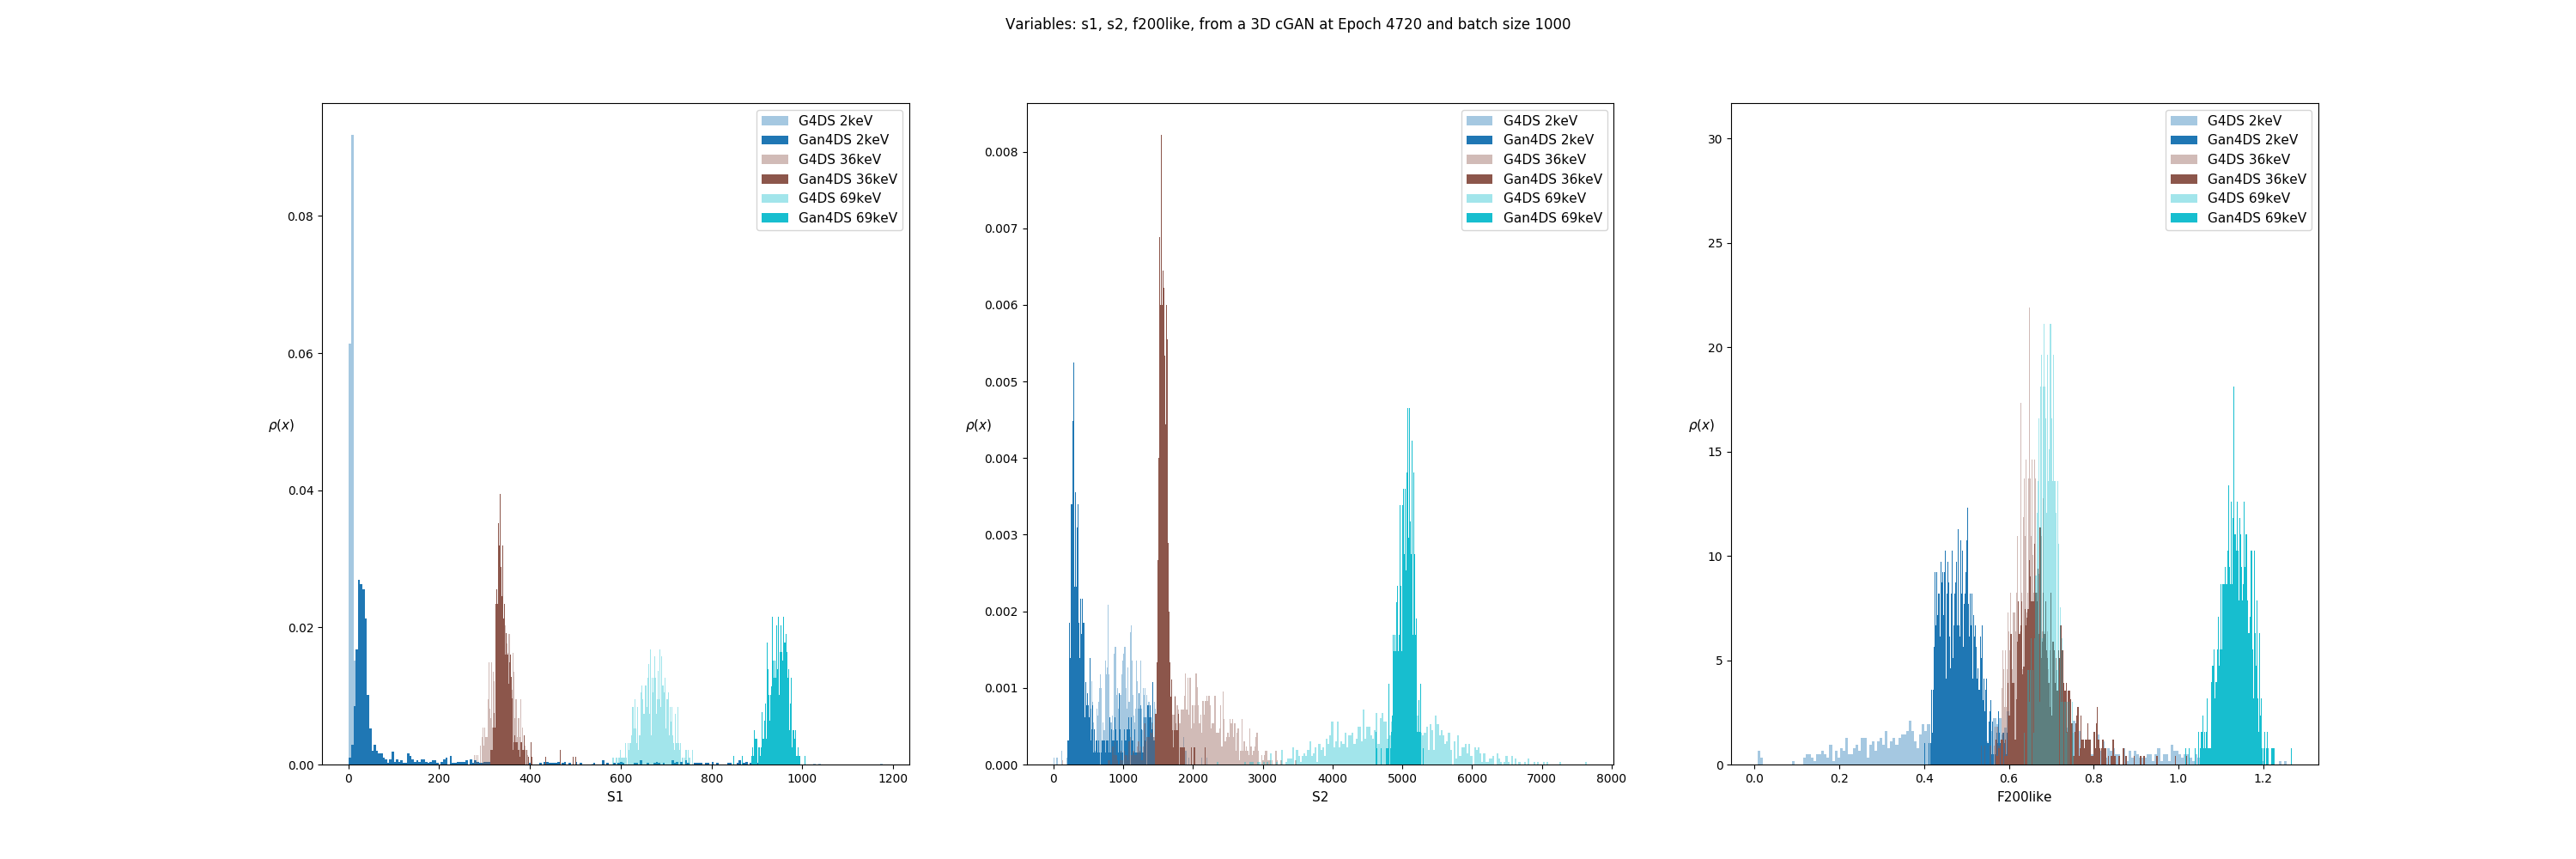 Variables: s1, s2, f200like, from a 3D cGAN at Epoch 4720 and batch size 1000
ρ(x)
0.08
0.06
0.04
0.02
0.00
0
200
400
600
800
1000
1200
S1
G4DS 2keV
Gan4DS 2keV
G4DS 36keV
Gan4DS 36keV
G4DS 69keV
Gan4DS 69keV
ρ(x)
0.008
0.007
0.006
0.005
0.004
0.003
0.002
0.001
0.000
0
1000
2000
3000
4000
5000
6000
7000
8000
S2
G4DS 2keV
Gan4DS 2keV
G4DS 36keV
Gan4DS 36keV
G4DS 69keV
Gan4DS 69keV
ρ(x)
30
25
20
15
10
5
0
0.0
0.2
0.4
0.6
0.8
1.0
1.2
F200like
G4DS 2keV
Gan4DS 2keV
G4DS 36keV
Gan4DS 36keV
G4DS 69keV
Gan4DS 69keV